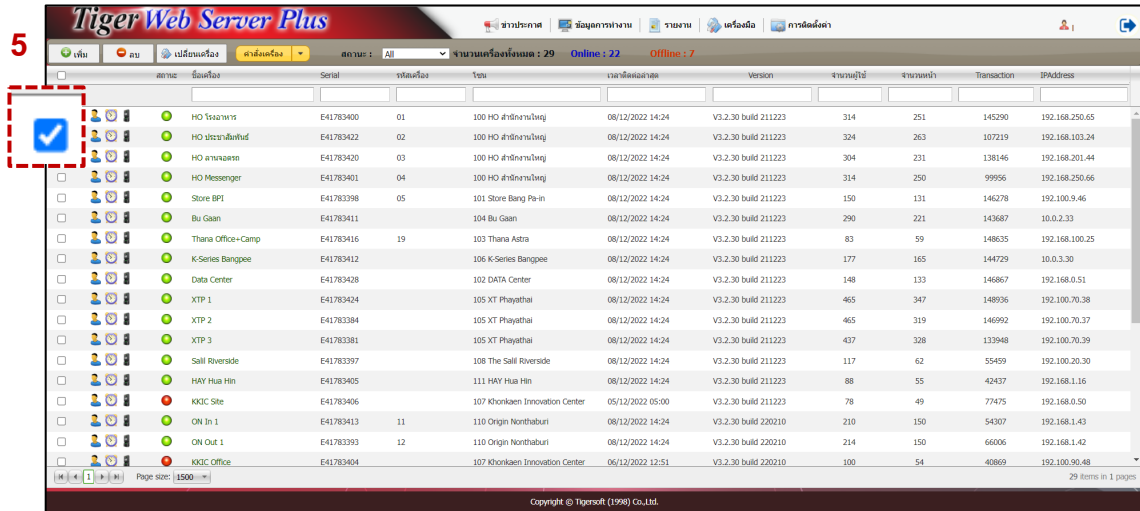 5
Tiger Web Server Plus
ข่าวประกาศ ข้อมูลการทำงาน รายงาน เครื่องมือ การตั้งค่า
เพิ่ม ลบ เปลี่ยนเครื่อง คำสั่งเครื่อง สถานะ : All จำนวนเครื่องทั้งหมด : 29 Online : 22 Offline : 7
สถานะ ชื่อเครื่อง Serial รหัสเครื่อง โซน เวลาติดต่อล่าสุด Version จำนวนผู้ใช้ จำนวนหน้า Transaction IPAddress
HO โรงอาหาร E41783400 01 100 HO สำนักงานใหญ่ 08/12/2022 14:24 V3.2.30 build 211223 314 251 145290 192.168.250.65
HO ประชาสัมพันธ์ E41783422 02 100 HO สำนักงานใหญ่ 08/12/2022 14:24 V3.2.30 build 211223 324 263 107219 192.168.103.24
HO ลานจอดรถ E41783420 03 100 HO สำนักงานใหญ่ 08/12/2022 14:24 V3.2.30 build 211223 304 231 138146 192.168.201.44
HO Messenger E41783401 04 100 HO สำนักงานใหญ่ 08/12/2022 14:24 V3.2.30 build 211223 314 250 99956 192.168.250.66
Store BPI E41783398 05 101 Store Bang Pa-in 08/12/2022 14:24 V3.2.30 build 211223 150 131 146278 192.100.9.46
Bu Gaan E41783411 104 Bu Gaan 08/12/2022 14:24 V3.2.30 build 211223 290 221 143687 10.0.2.33
Thana Office+Camp E41783416 19 103 Thana Astra 08/12/2022 14:24 V3.2.30 build 211223 83 59 148635 192.168.100.25
K-Series Bangpee E41783412 106 K-Series Bangpee 08/12/2022 14:24 V3.2.30 build 211223 177 165 144729 10.0.3.30
Data Center E41783428 102 DATA Center 08/12/2022 14:24 V3.2.30 build 211223 148 133 146867 192.168.0.51
XTP 1 E41783424 105 XT Phayathai 08/12/2022 14:24 V3.2.30 build 211223 465 347 148936 192.100.70.38
XTP 2 E41783384 105 XT Phayathai 08/12/2022 14:24 V3.2.30 build 211223 465 319 146992 192.100.70.37
XTP 3 E41783381 105 XT Phayathai 08/12/2022 14:24 V3.2.30 build 211223 437 328 133948 192.100.70.39
Salil Riverside E41783397 108 The Salil Riverside 08/12/2022 14:24 V3.2.30 build 211223 117 62 55459 192.100.20.30
HAY Hua Hin E41783405 111 HAY Hua Hin 08/12/2022 14:24 V3.2.30 build 211223 88 55 42437 192.168.1.16
KKIC Site E41783406 107 Khonkaen Innovation Center 05/12/2022 05:00 V3.2.30 build 211223 78 49 77475 192.168.0.50
ON In 1 E41783413 11 110 Origin Nonthaburi 08/12/2022 14:24 V3.2.30 build 220210 210 150 54307 192.168.1.43
ON Out 1 E41783393 12 110 Origin Nonthaburi 08/12/2022 14:24 V3.2.30 build 220210 214 150 66006 192.168.1.42
KKIC Office E41783404 107 Khonkaen Innovation Center 06/12/2022 12:51 V3.2.30 build 220210 100 54 40869 192.100.90.48
1 Page size: 1500 29 items in 1 pages
Copyright © Tigersoft (1998) Co.,Ltd.